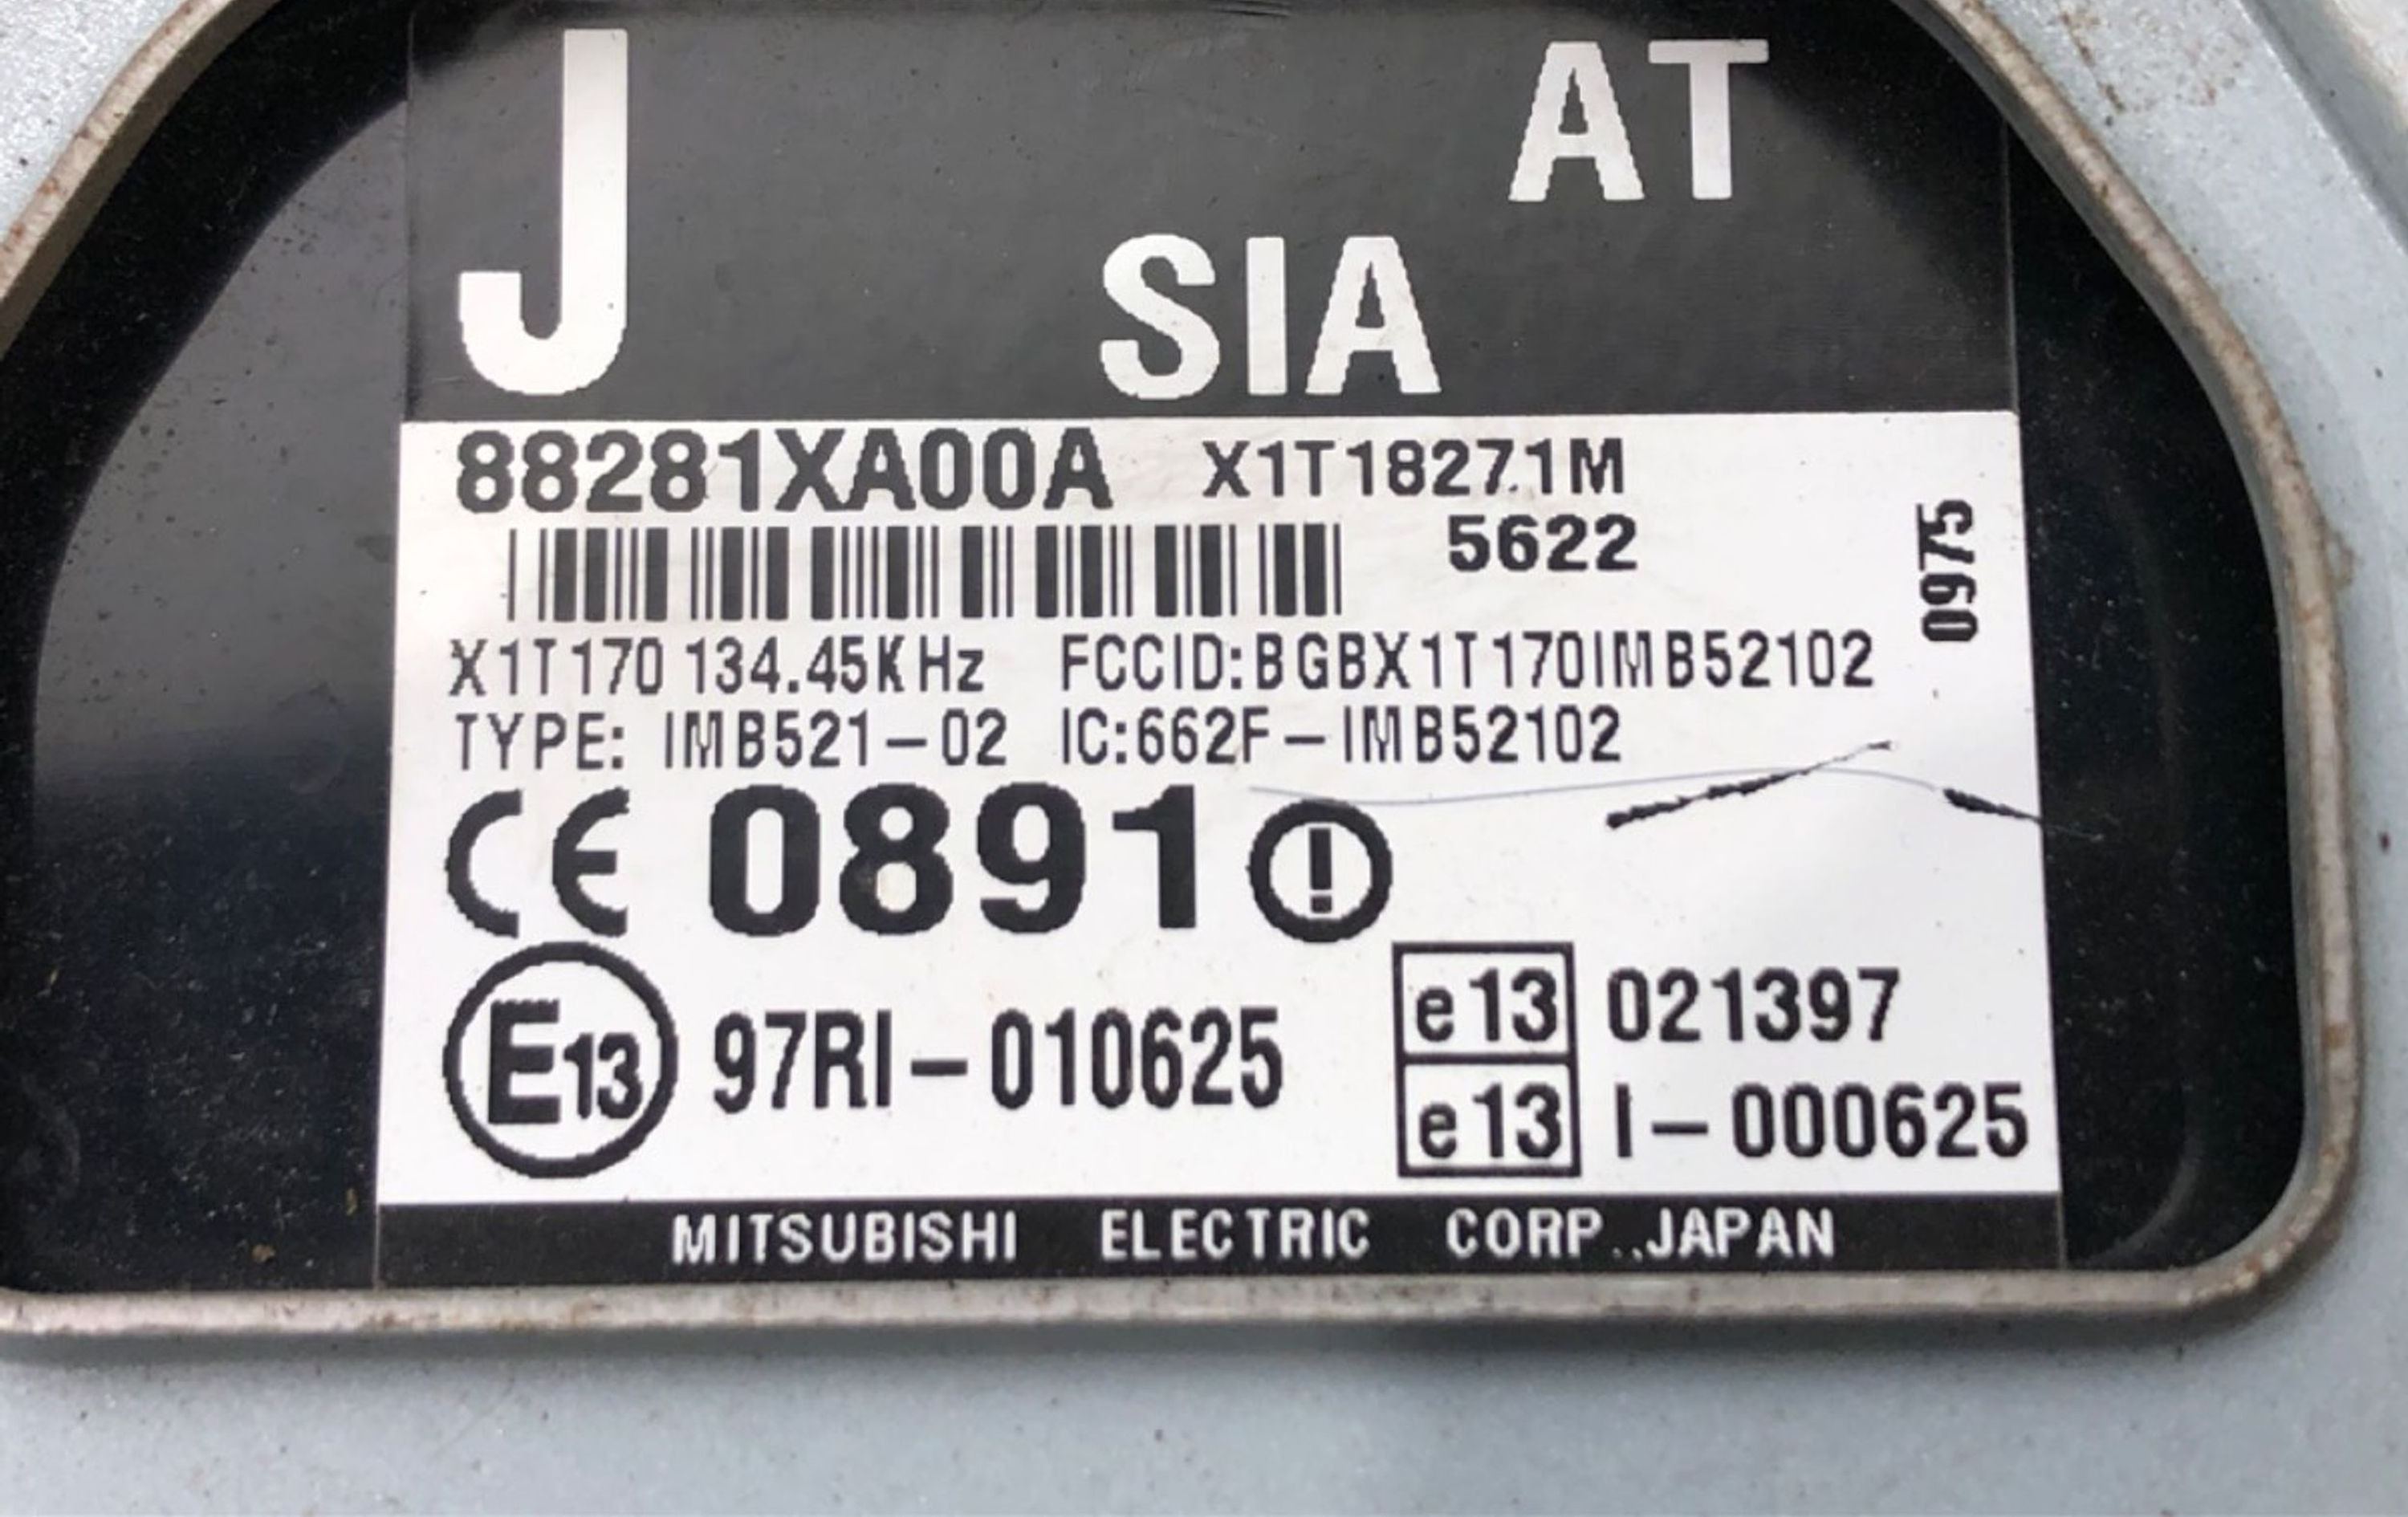 J AT
SIA
88281XA00A X1T18271M
5622
0975
X1T170 134.45KHz FCCID:BGBX1T170IMB52102
TYPE: IMB521-02 IC:662F-IMB52102
CE 0891 !
E13 97RI-010625
e13 021397
e13 I-000625
MITSUBISHI ELECTRIC CORP.,JAPAN